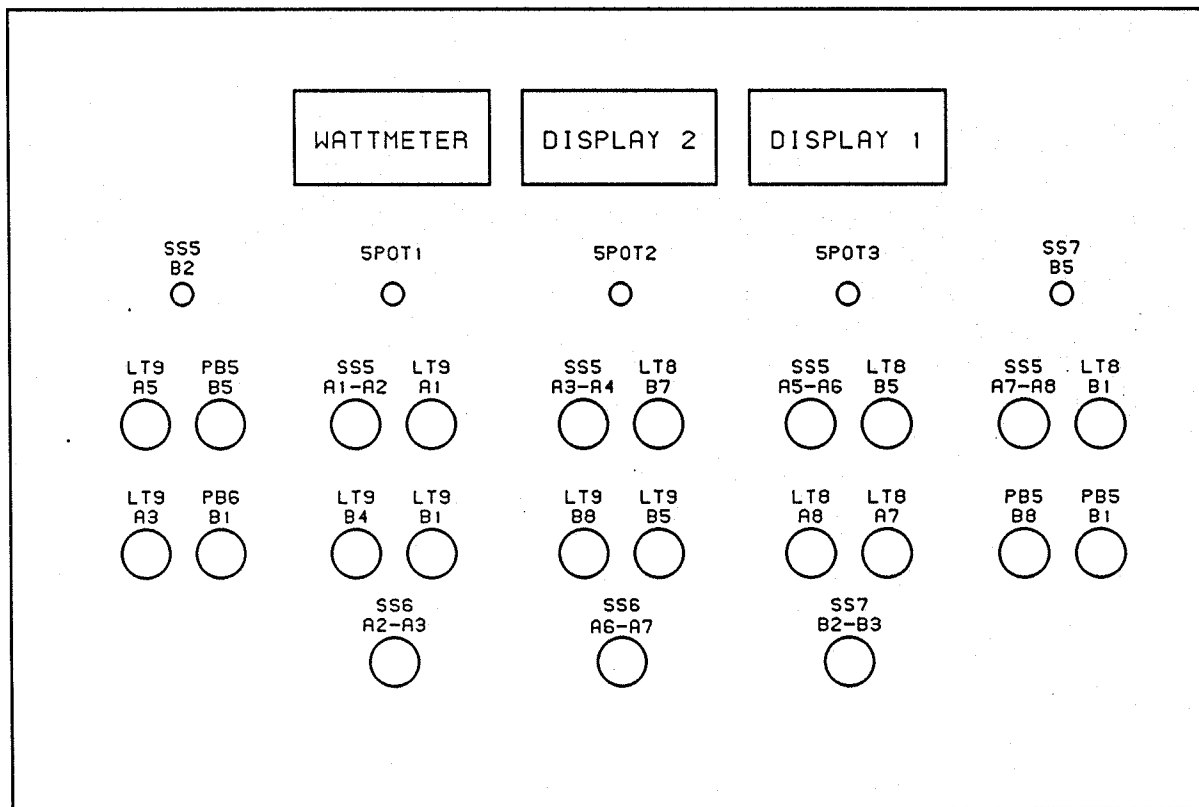 WATTMETER DISPLAY 2 DISPLAY 1
SS5 5POT1 5POT2 5POT3 SS7
B2 B5
LT9 PB5 SS5 LT9 SS5 LT8 SS5 LT8 SS5 LT8
A5 B5 A1-A2 A1 A3-A4 B7 A5-A6 B5 A7-A8 B1
LT9 PB6 LT9 LT9 LT9 LT9 LT8 LT8 PB5 PB5
A3 B1 B4 B1 B8 B5 A8 A7 B8 B1
SS6 SS6 SS7
A2-A3 A6-A7 B2-B3